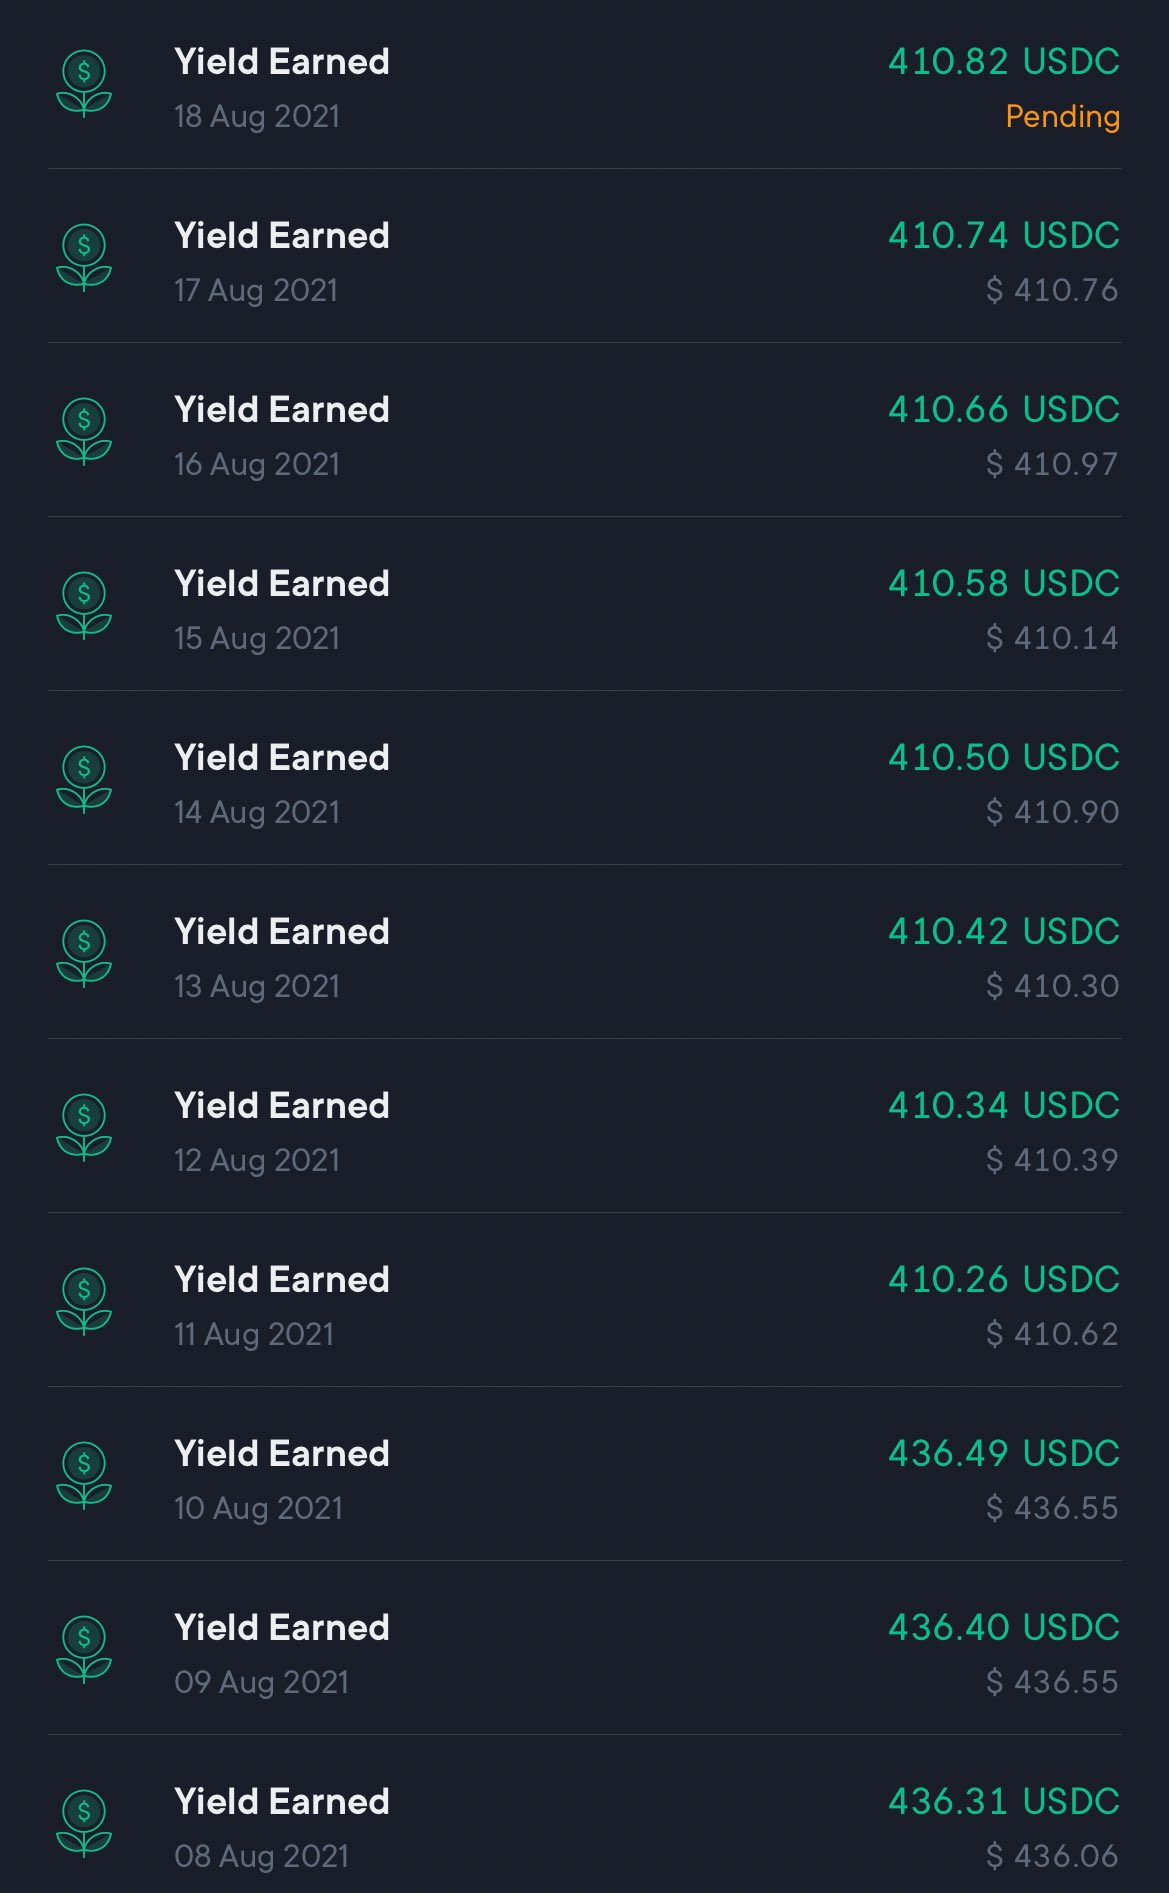 Yield Earned 410.82 USDC
18 Aug 2021 Pending
Yield Earned 410.74 USDC
17 Aug 2021 $ 410.76
Yield Earned 410.66 USDC
16 Aug 2021 $ 410.97
Yield Earned 410.58 USDC
15 Aug 2021 $ 410.14
Yield Earned 410.50 USDC
14 Aug 2021 $ 410.90
Yield Earned 410.42 USDC
13 Aug 2021 $ 410.30
Yield Earned 410.34 USDC
12 Aug 2021 $ 410.39
Yield Earned 410.26 USDC
11 Aug 2021 $ 410.62
Yield Earned 436.49 USDC
10 Aug 2021 $ 436.55
Yield Earned 436.40 USDC
09 Aug 2021 $ 436.55
Yield Earned 436.31 USDC
08 Aug 2021 $ 436.06